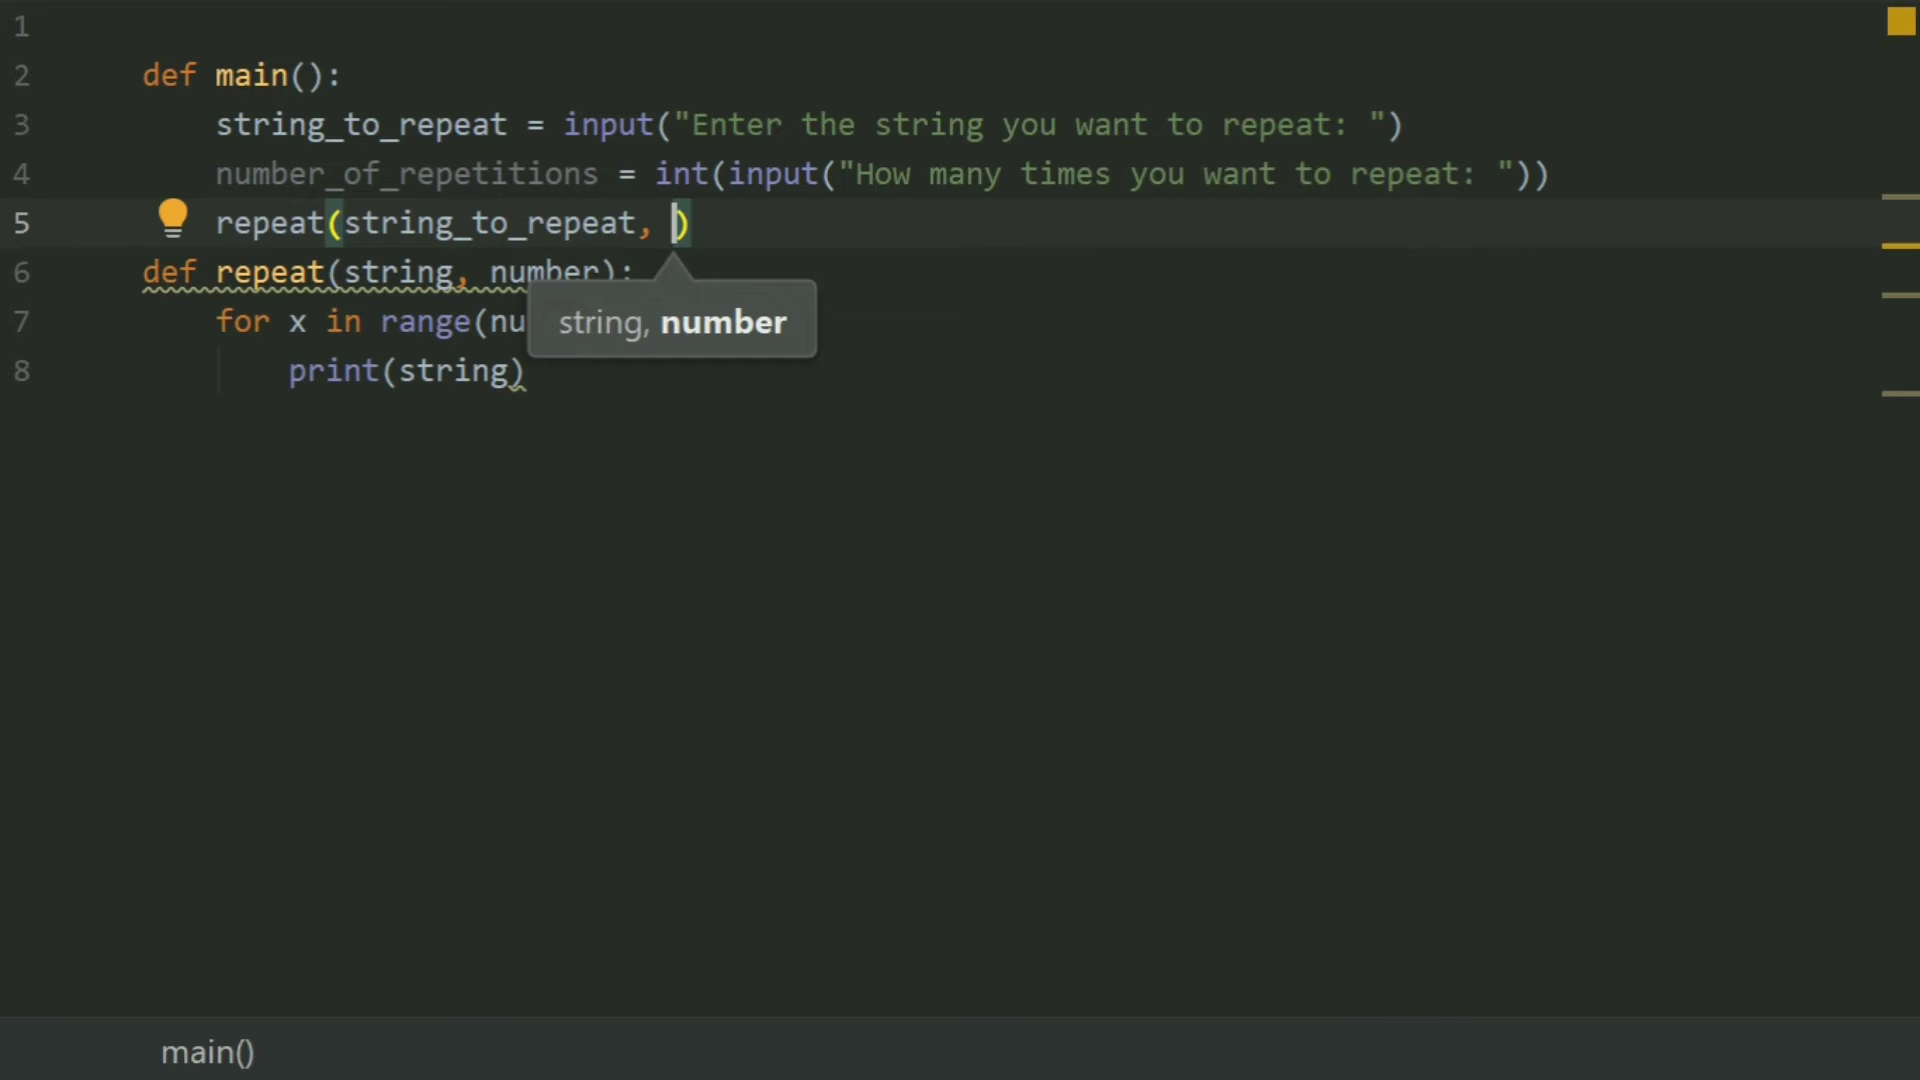 1
2 def main():
3 string_to_repeat = input("Enter the string you want to repeat: ")
4 number_of_repetitions = int(input("How many times you want to repeat: "))
5 repeat(string_to_repeat, )
6 def repeat(string, number):
7 for x in range(nu
string, number
8 print(string)
main()